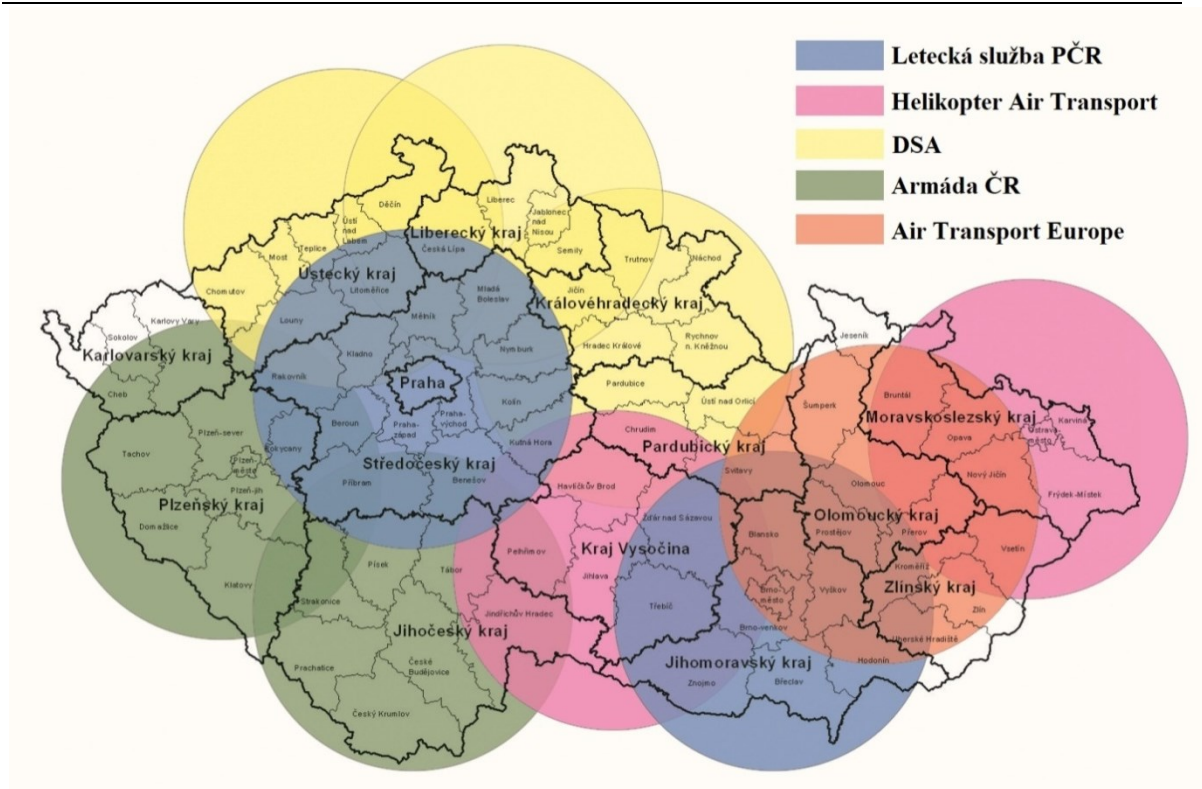 Letecká služba PČR
Helikopter Air Transport
DSA
Armáda ČR
Air Transport Europe
Děčín
Liberec
Ústí
nad
Labem
Jablonec
nad
Nisou
Liberecký kraj
Teplice
Česká Lípa
Semily
Most
Trutnov
Náchod
Ústecký kraj
Chomutov
Litoměřice
Mladá
Boleslav
Jičín
Královéhradecký kraj
Karlovy Vary
Louny
Mělník
Sokolov
Karlovarský kraj
Kladno
Nymburk
Hradec Králové
Rychnov
n. Kněžnou
Jeseník
Cheb
Rakovník
Praha
Pardubice
Kolín
Ústí nad Orlicí
Šumperk
Bruntál
Moravskoslezský kraj
Karviná
Ostrava-
město
Beroun
Praha-
západ
Praha-
východ
Chrudim
Plzeň-sever
Rokycany
Kutná Hora
Pardubický kraj
Opava
Tachov
Plzeň-
město
Středočeský kraj
Svitavy
Nový Jičín
Příbram
Benešov
Havlíčkův Brod
Olomouc
Frýdek-Místek
Plzeň-jih
Plzeňský kraj
Žďár nad Sázavou
Olomoucký kraj
Domažlice
Blansko
Prostějov
Přerov
Pelhřimov
Kraj Vysočina
Vsetín
Písek
Tábor
Jihlava
Kroměříž
Klatovy
Zlínský kraj
Strakonice
Třebíč
Brno-
město
Vyškov
Zlín
Jindřichův Hradec
Jihočeský kraj
Brno-venkov
Uherské Hradiště
Prachatice
České
Budějovice
Jihomoravský kraj
Hodonín
Znojmo
Břeclav
Český Krumlov